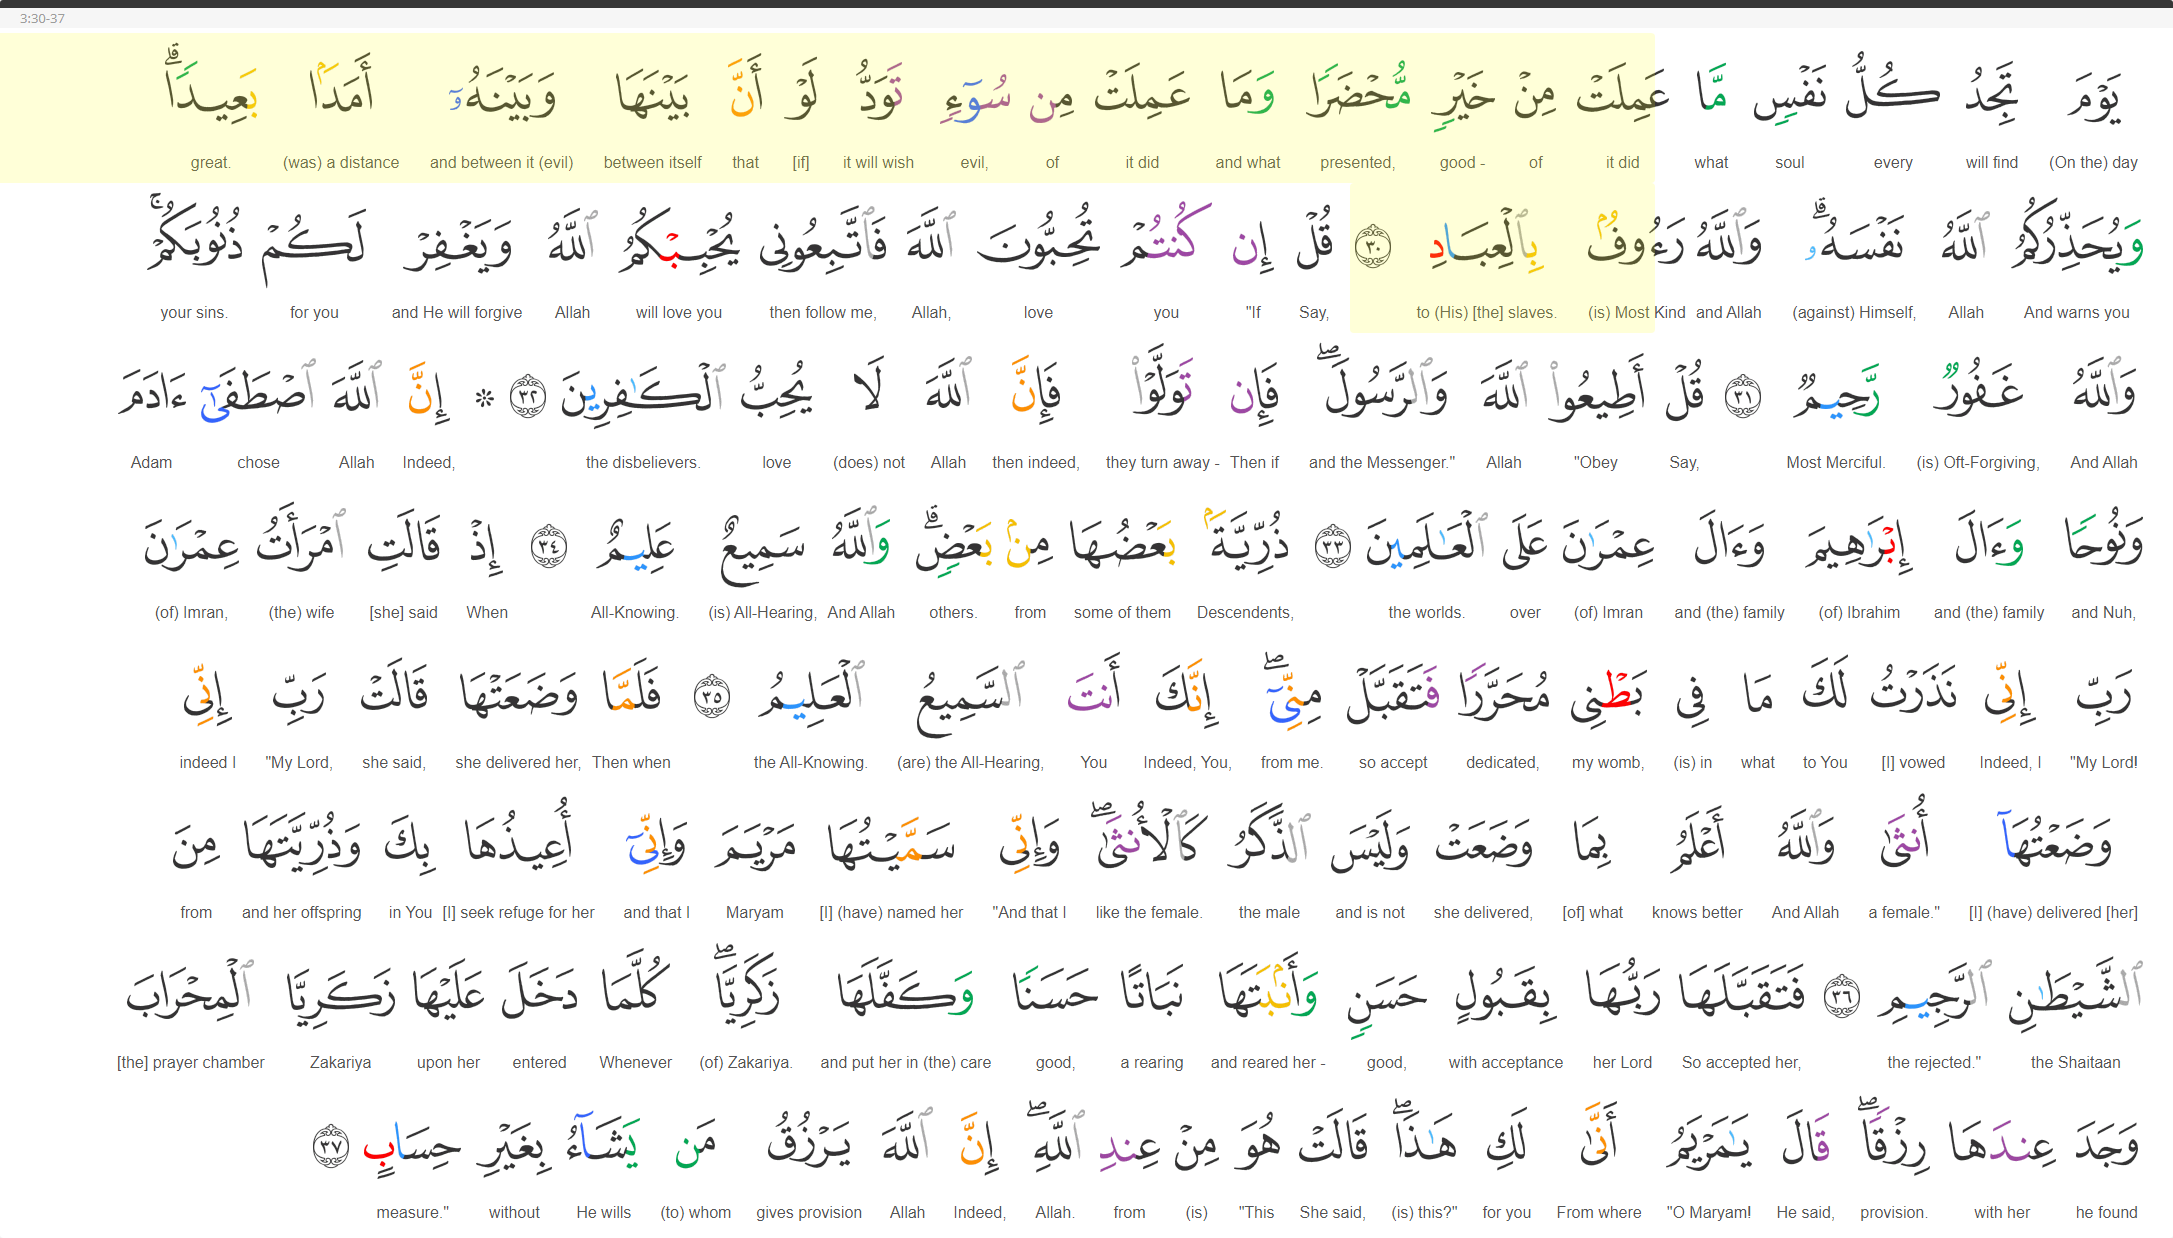 3:30-37
يَوْمَ تَجِدُ كُلُّ نَفْسٍ مَّا عَمِلَتْ مِنْ خَيْرٍ مُّحْضَرًا وَمَا عَمِلَتْ مِن سُوٓءٍ تَوَدُّ لَوْ أَنَّ بَيْنَهَا وَبَيْنَهُۥٓ أَمَدًۢا بَعِيدًا ۗ
(On the) day will find every soul what it did of good - presented, and what it did of evil, it will wish [if] that between itself and between it (evil) (was) a distance great.
وَيُحَذِّرُكُمُ ٱللَّهُ نَفْسَهُۥ ۗ وَٱللَّهُ رَءُوفٌۢ بِٱلْعِبَادِ ٣٠ قُلْ إِن كُنتُمْ تُحِبُّونَ ٱللَّهَ فَٱتَّبِعُونِى يُحْبِبْكُمُ ٱللَّهُ وَيَغْفِرْ لَكُمْ ذُنُوبَكُمْ ۚ
And warns you Allah (against) Himself, and Allah (is) Most Kind to (His) [the] slaves. Say, "If you love Allah, then follow me, will love you Allah and He will forgive for you your sins.
وَٱللَّهُ غَفُورٌ رَّحِيمٌ ٣١ قُلْ أَطِيعُوا۟ ٱللَّهَ وَٱلرَّسُولَ ۖ فَإِن تَوَلَّوْا۟ فَإِنَّ ٱللَّهَ لَا يُحِبُّ ٱلْكَـٰفِرِينَ ٣٢ * إِنَّ ٱللَّهَ ٱصْطَفَىٰٓ ءَادَمَ
And Allah (is) Oft-Forgiving, Most Merciful. Say, "Obey Allah and the Messenger." Then if they turn away - then indeed, Allah (does) not love the disbelievers. Indeed, Allah chose Adam
وَنُوحًا وَءَالَ إِبْرَٰهِيمَ وَءَالَ عِمْرَٰنَ عَلَى ٱلْعَـٰلَمِينَ ٣٣ ذُرِّيَّةًۢ بَعْضُهَا مِنۢ بَعْضٍ ۗ وَٱللَّهُ سَمِيعٌ عَلِيمٌ ٣٤ إِذْ قَالَتِ ٱمْرَأَتُ عِمْرَٰنَ
and Nuh, and (the) family (of) Ibrahim and (the) family (of) Imran over the worlds. Descendents, some of them from others. And Allah (is) All-Hearing, All-Knowing. When [she] said (the) wife (of) Imran,
رَبِّ إِنِّى نَذَرْتُ لَكَ مَا فِى بَطْنِى مُحَرَّرًا فَتَقَبَّلْ مِنِّىٓ ۖ إِنَّكَ أَنتَ ٱلسَّمِيعُ ٱلْعَلِيمُ ٣٥ فَلَمَّا وَضَعَتْهَا قَالَتْ رَبِّ إِنِّى
"My Lord! Indeed, I [I] vowed to You what (is) in my womb, dedicated, so accept from me. Indeed, You, You (are) the All-Hearing, the All-Knowing. Then when she delivered her, she said, "My Lord, indeed I
وَضَعْتُهَآ أُنثَىٰ وَٱللَّهُ أَعْلَمُ بِمَا وَضَعَتْ وَلَيْسَ ٱلذَّكَرُ كَٱلْأُنثَىٰ ۖ وَإِنِّى سَمَّيْتُهَا مَرْيَمَ وَإِنِّىٓ أُعِيذُهَا بِكَ وَذُرِّيَّتَهَا مِنَ
[I] (have) delivered [her] a female." And Allah knows better [of] what she delivered, and is not the male like the female. "And that I [I] (have) named her Maryam and that I [I] seek refuge for her in You and her offspring from
ٱلشَّيْطَـٰنِ ٱلرَّجِيمِ ٣٦ فَتَقَبَّلَهَا رَبُّهَا بِقَبُولٍ حَسَنٍ وَأَنۢبَتَهَا نَبَاتًا حَسَنًا وَكَفَّلَهَا زَكَرِيَّا ۖ كُلَّمَا دَخَلَ عَلَيْهَا زَكَرِيَّا ٱلْمِحْرَابَ
the Shaitaan the rejected." So accepted her, her Lord with acceptance good, and reared her - a rearing good, and put her in (the) care (of) Zakariya. Whenever entered upon her Zakariya [the] prayer chamber
وَجَدَ عِندَهَا رِزْقًا ۖ قَالَ يَـٰمَرْيَمُ أَنَّىٰ لَكِ هَـٰذَا ۖ قَالَتْ هُوَ مِنْ عِندِ ٱللَّهِ ۖ إِنَّ ٱللَّهَ يَرْزُقُ مَن يَشَآءُ بِغَيْرِ حِسَابٍ ٣٧
he found with her provision. He said, "O Maryam! From where for you (is) this?" She said, "This (is) from Allah. Indeed, Allah gives provision (to) whom He wills without measure."